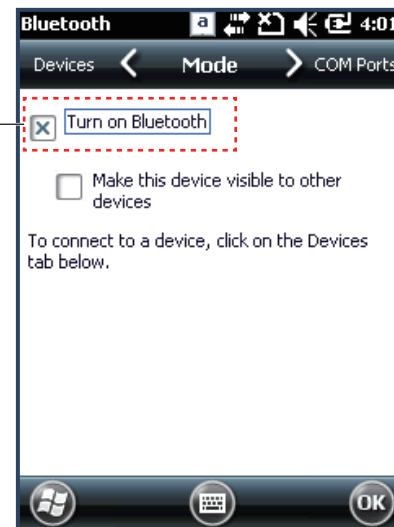 Bluetooth a 4:01
Devices Mode COM Ports
Turn on Bluetooth
Make this device visible to other
devices
To connect to a device, click on the Devices
tab below.
OK